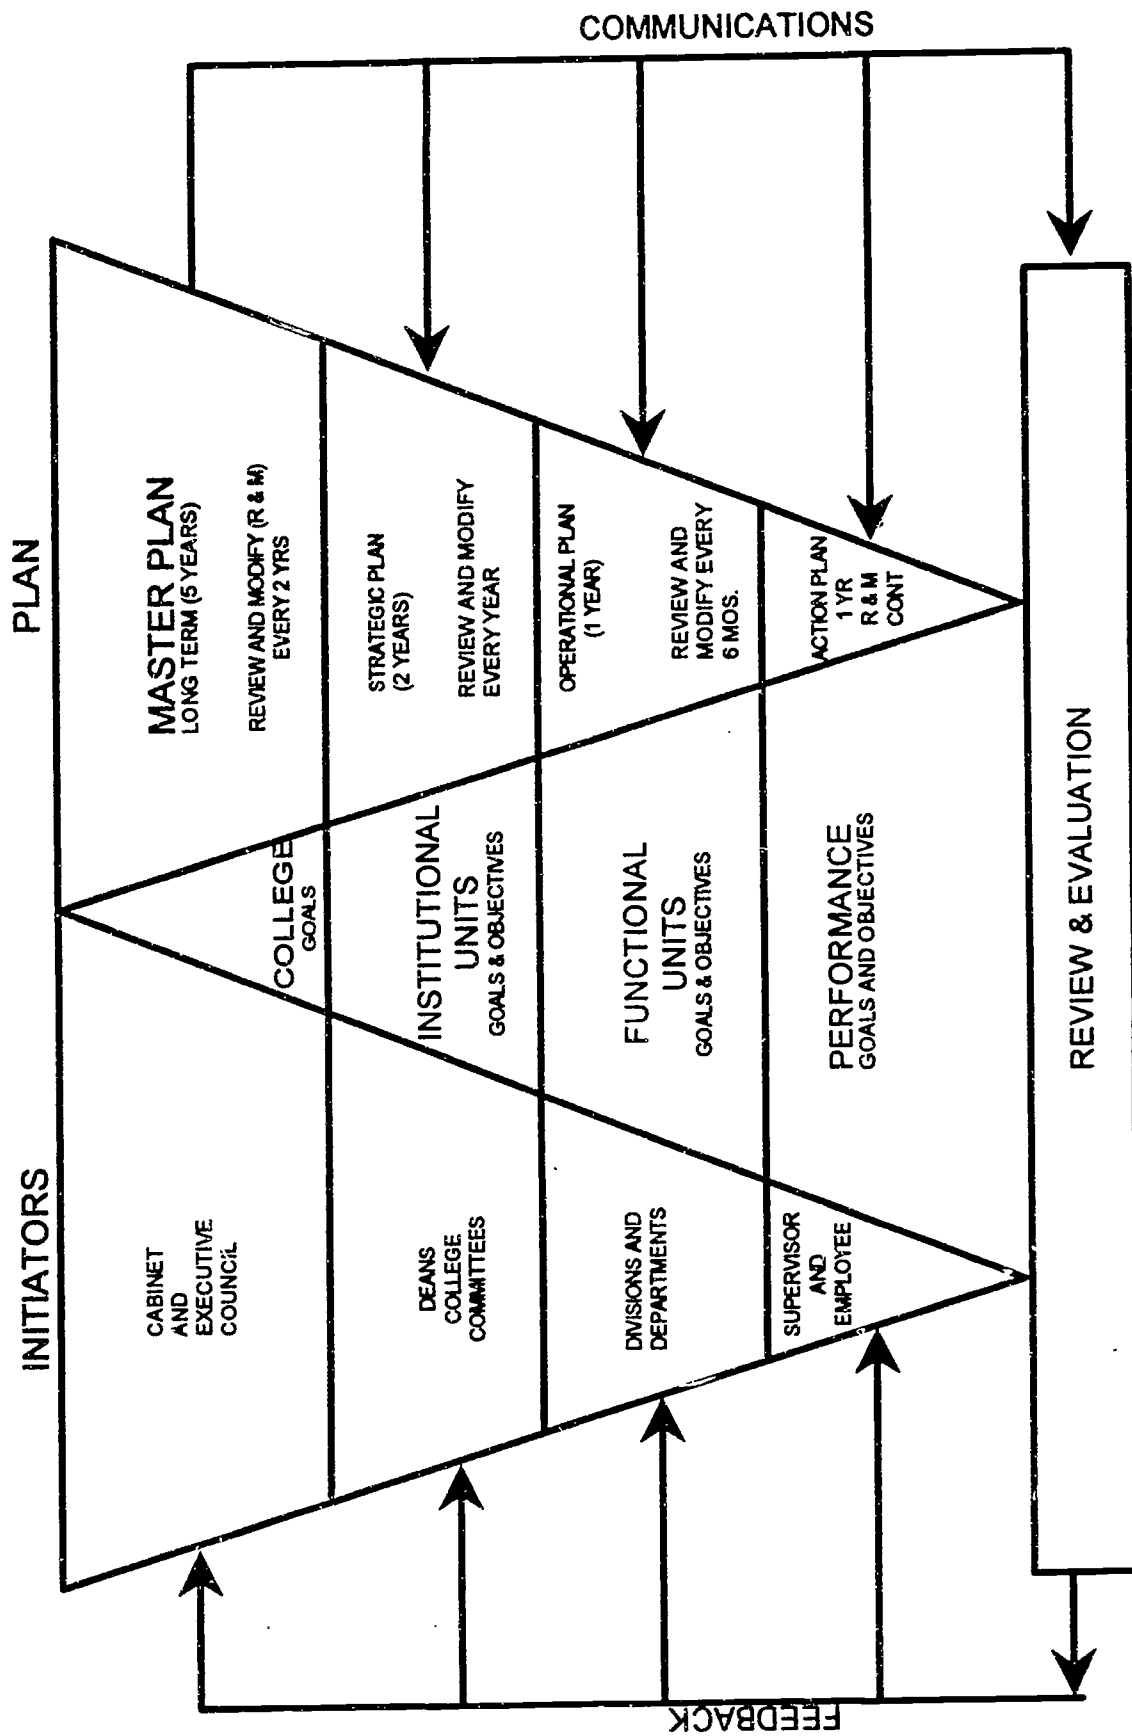 INITIATORS
PLAN
CABINET
AND
EXECUTIVE
COUNCIL
COLLEGE
GOALS
MASTER PLAN
LONG TERM (5 YEARS)
REVIEW AND MODIFY (R & M)
EVERY 2 YRS
DEANS
COLLEGE
COMMITTEES
INSTITUTIONAL
UNITS
GOALS & OBJECTIVES
STRATEGIC PLAN
(2 YEARS)
REVIEW AND MODIFY
EVERY YEAR
DIVISIONS AND
DEPARTMENTS
FUNCTIONAL
UNITS
GOALS & OBJECTIVES
OPERATIONAL PLAN
(1 YEAR)
REVIEW AND
MODIFY EVERY
6 MOS.
SUPERVISOR
AND
EMPLOYEE
PERFORMANCE
GOALS AND OBJECTIVES
ACTION PLAN
1 YR
R & M
CONT
REVIEW & EVALUATION
FEEDBACK
COMMUNICATIONS